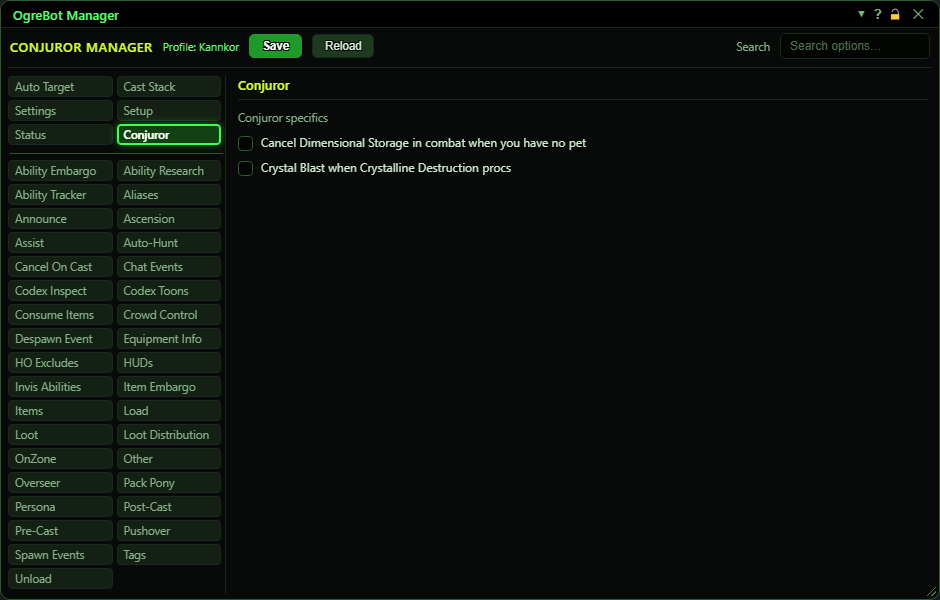 OgreBot Manager
▼ ?
CONJUROR MANAGER Profile: Kannkor Save Reload Search Search options...
Auto Target Cast Stack
Settings Setup
Status Conjuror
Ability Embargo Ability Research
Ability Tracker Aliases
Announce Ascension
Assist Auto-Hunt
Cancel On Cast Chat Events
Codex Inspect Codex Toons
Consume Items Crowd Control
Despawn Event Equipment Info
HO Excludes HUDs
Invis Abilities Item Embargo
Items Load
Loot Loot Distribution
OnZone Other
Overseer Pack Pony
Persona Post-Cast
Pre-Cast Pushover
Spawn Events Tags
Unload
Conjuror
Conjuror specifics
Cancel Dimensional Storage in combat when you have no pet
Crystal Blast when Crystalline Destruction procs